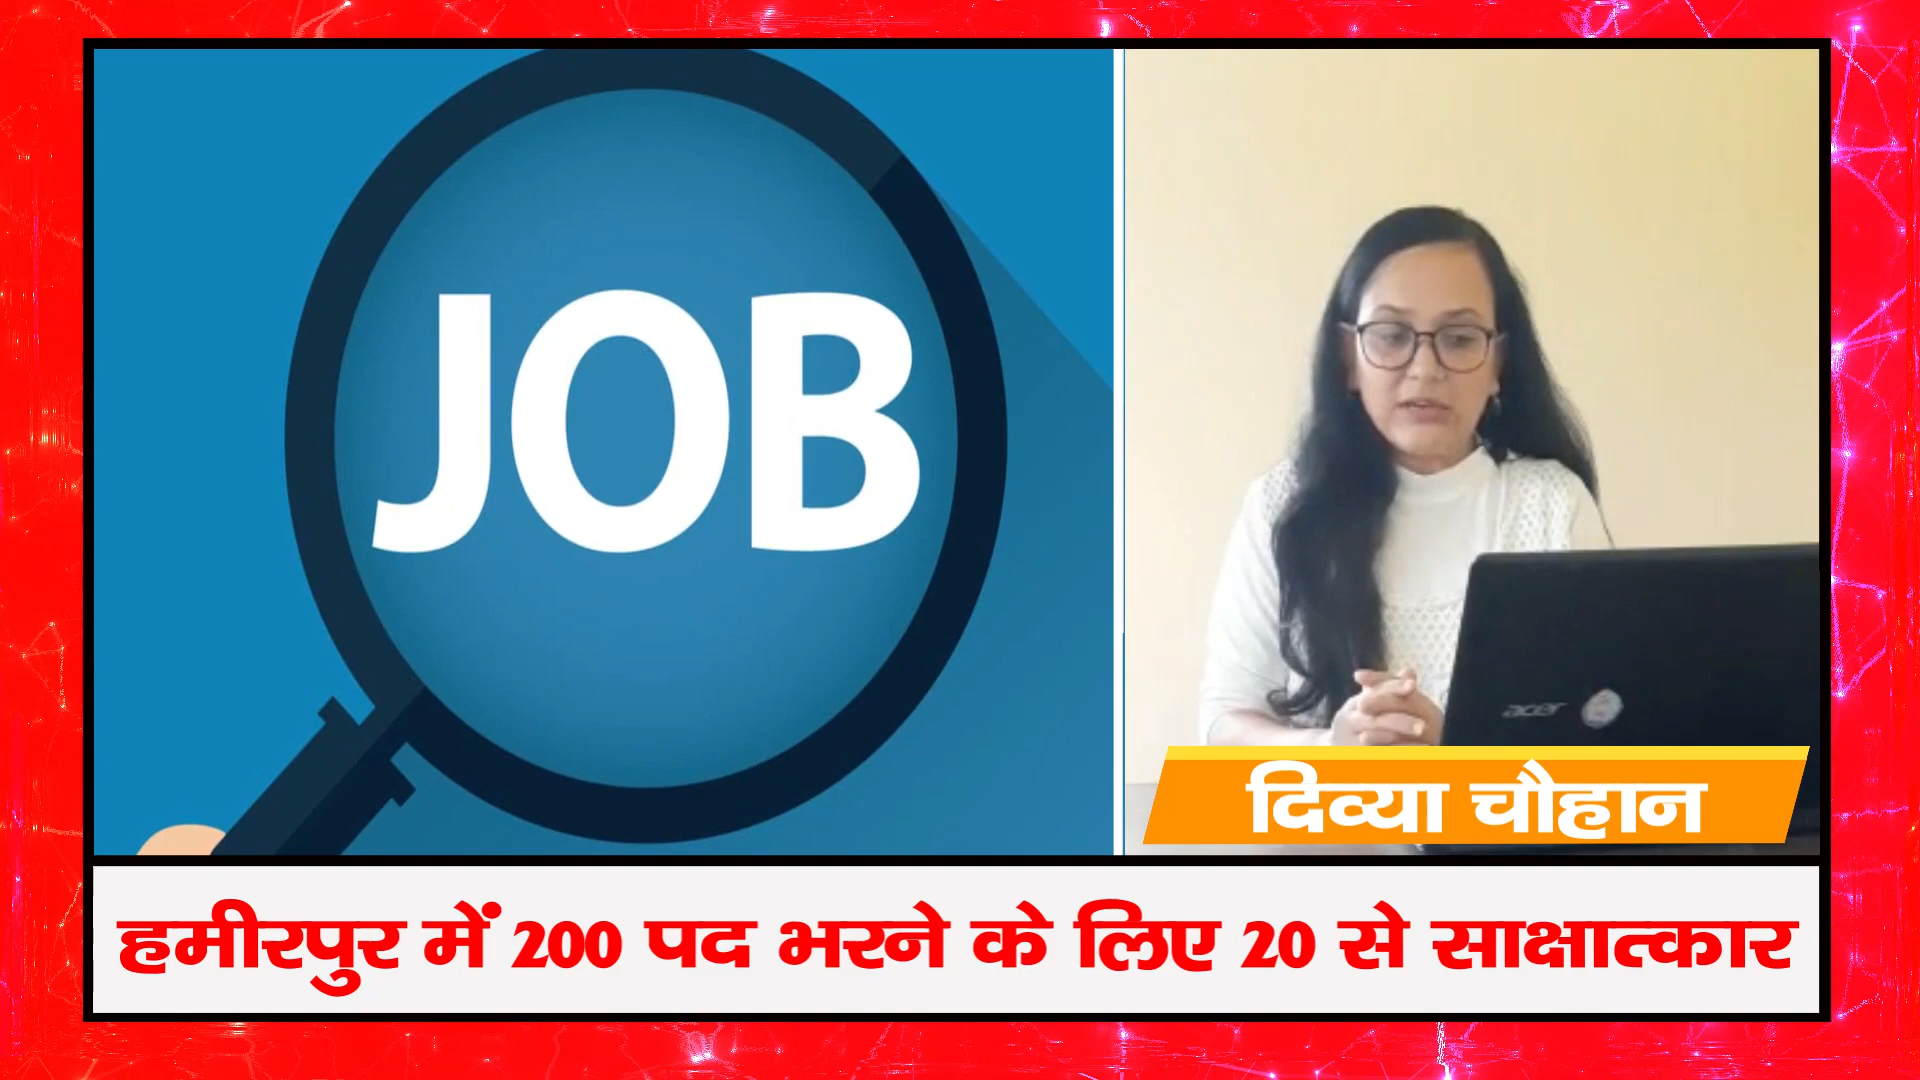 JOB
acer
दिव्या चौहान
हमीरपुर में 200 पद भरने के लिए 20 से साक्षात्कार